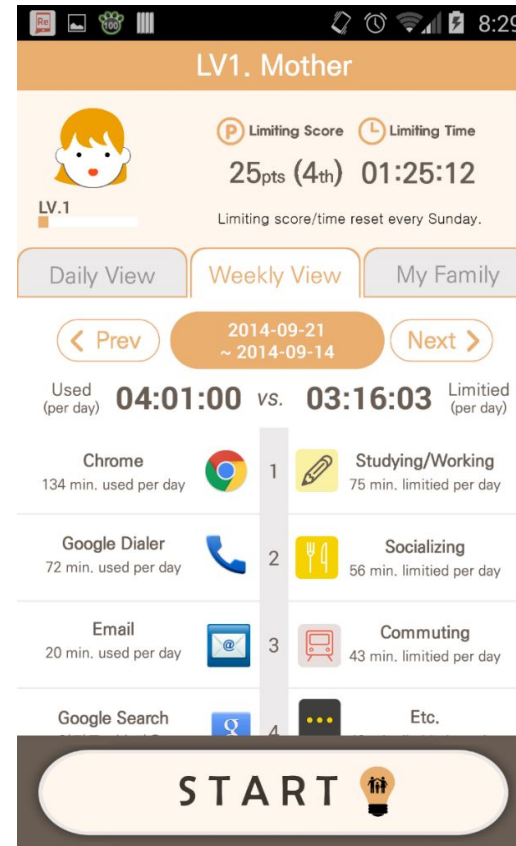 Re 100 8:29
LV1. Mother
P Limiting Score Limiting Time
25pts (4th) 01:25:12
LV.1
Limiting score/time reset every Sunday.
Daily View Weekly View My Family
Prev 2014-09-21 Next
~ 2014-09-14
Used (per day) 04:01:00 vs. 03:16:03 Limitied (per day)
Chrome 1 Studying/Working
134 min. used per day 75 min. limitied per day
Google Dialer 2 Socializing
72 min. used per day 56 min. limitied per day
Email @ 3 Commuting
20 min. used per day 43 min. limitied per day
Google Search g 4 Etc.
START